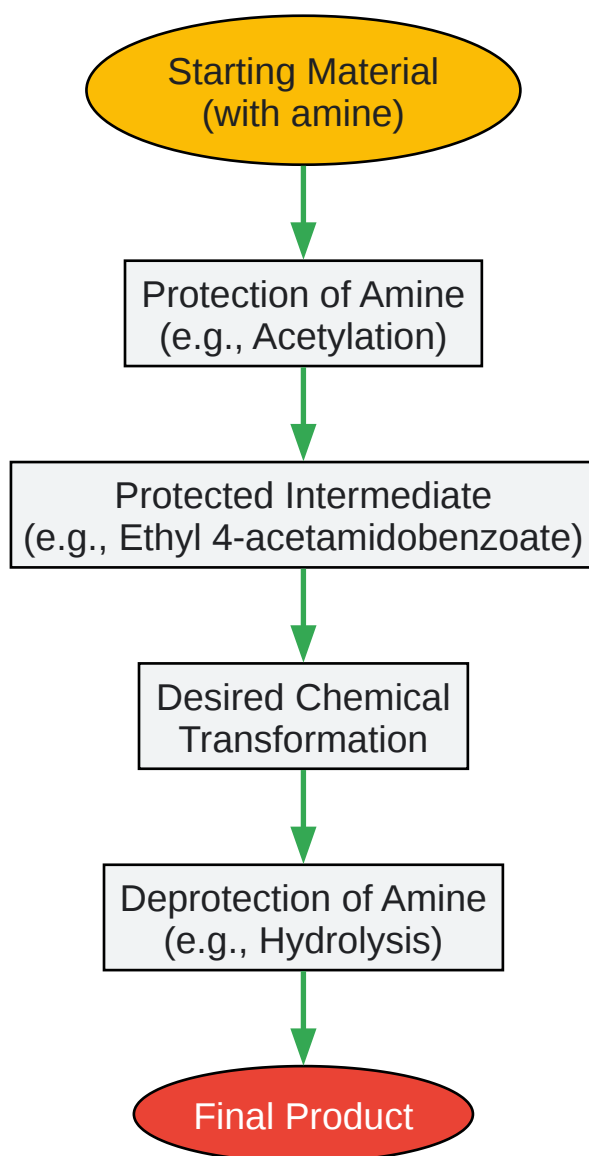 Starting Material
(with amine)
Protection of Amine
(e.g., Acetylation)
Protected Intermediate
(e.g., Ethyl 4-acetamidobenzoate)
Desired Chemical
Transformation
Deprotection of Amine
(e.g., Hydrolysis)
Final Product